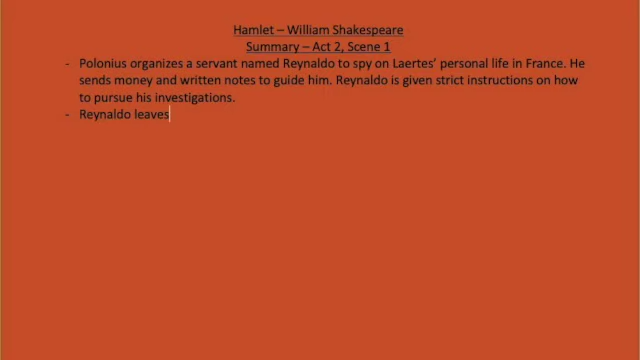 Hamlet – William Shakespeare
Summary – Act 2, Scene 1
- Polonius organizes a servant named Reynaldo to spy on Laertes’ personal life in France. He
sends money and written notes to guide him. Reynaldo is given strict instructions on how
to pursue his investigations.
- Reynaldo leaves